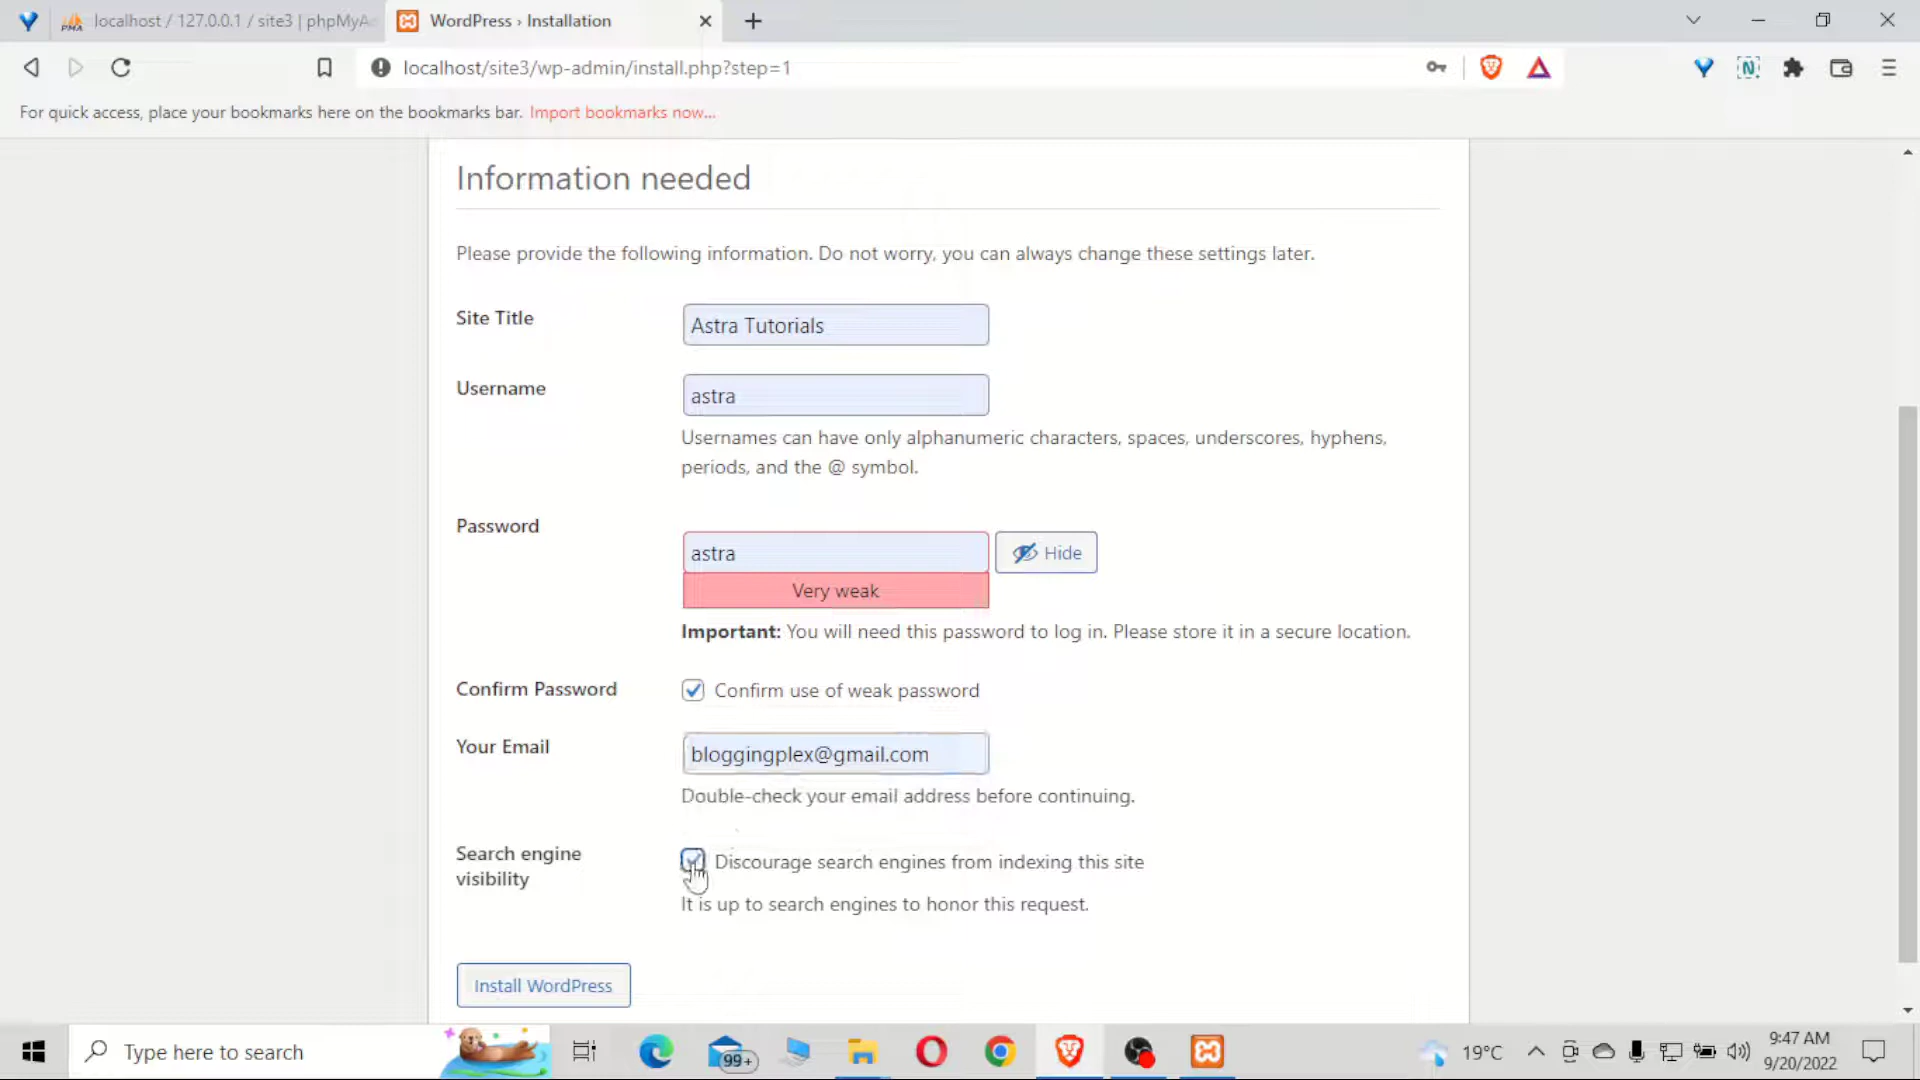 localhost / 127.0.0.1 / site3 | phpMyA
WordPress › Installation
localhost/site3/wp-admin/install.php?step=1
For quick access, place your bookmarks here on the bookmarks bar. Import bookmarks now...
Information needed
Please provide the following information. Do not worry, you can always change these settings later.
Site Title
Astra Tutorials
Username
astra
Usernames can have only alphanumeric characters, spaces, underscores, hyphens,
periods, and the @ symbol.
Password
astra
Hide
Very weak
Important: You will need this password to log in. Please store it in a secure location.
Confirm Password
Confirm use of weak password
Your Email
bloggingplex@gmail.com
Double-check your email address before continuing.
Search engine
visibility
Discourage search engines from indexing this site
It is up to search engines to honor this request.
Install WordPress
Type here to search
99+
19°C
9:47 AM
9/20/2022